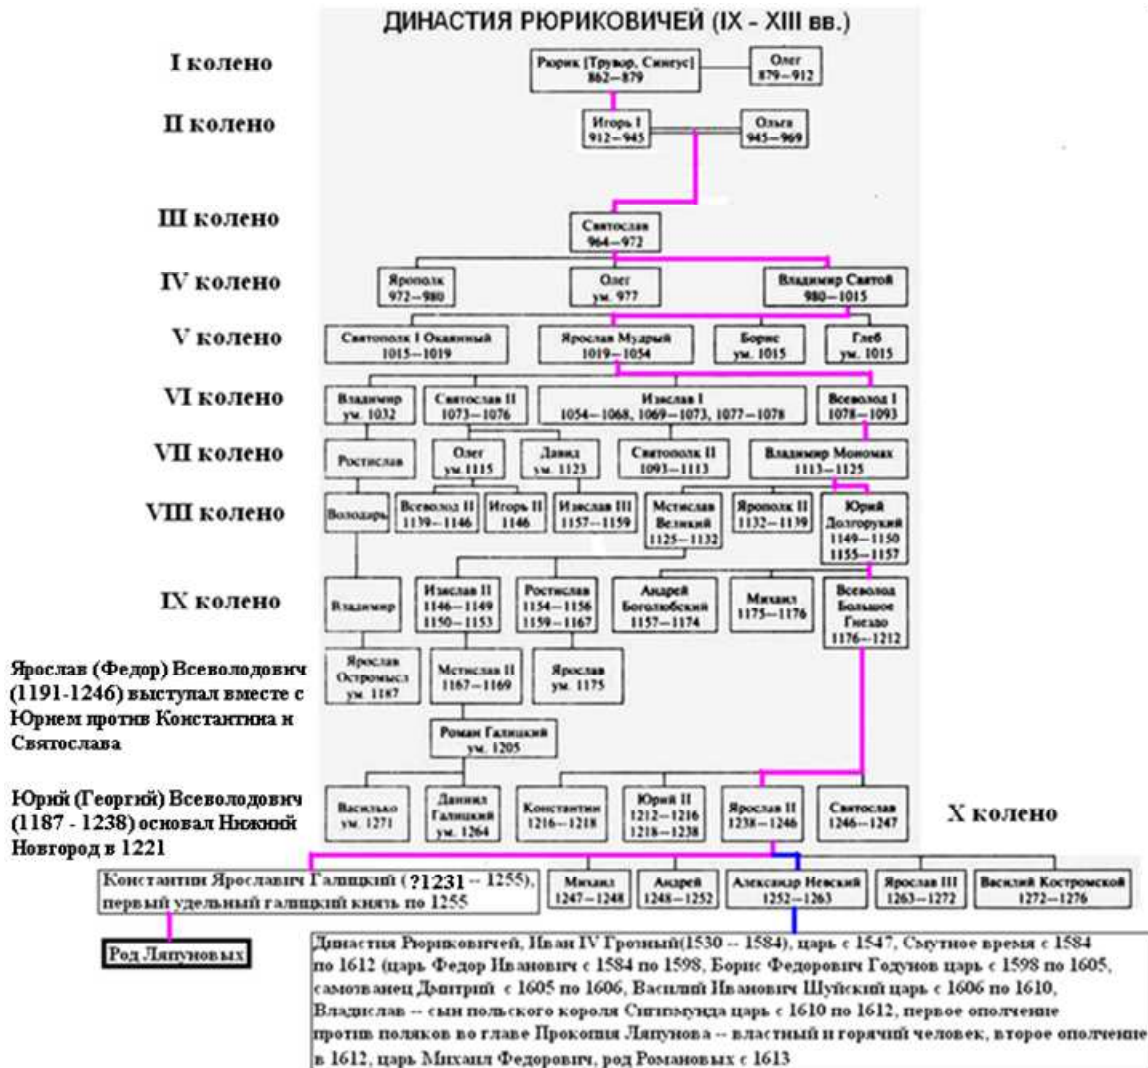 ДИНАСТИЯ РЮРИКОВИЧЕЙ (IX - XIII вв.)
I колено
Рюрик [Трувор, Синеус]
862—879
Олег
879—912
II колено
Игорь I
912—945
Ольга
945—969
III колено
Святослав
964—972
IV колено
Ярополк
972—980
Олег
ум. 977
Владимир Святой
980—1015
V колено
Святополк I Окаянный
1015—1019
Ярослав Мудрый
1019—1054
Борис
ум. 1015
Глеб
ум. 1015
VI колено
Владимир
ум. 1032
Святослав II
1073—1076
Изяслав I
1054—1068, 1069—1073, 1077—1078
Всеволод I
1078—1093
VII колено
Ростислав
Олег
ум. 1115
Давид
ум. 1123
Святополк II
1093—1113
Владимир Мономах
1113—1125
VIII колено
Володарь
Всеволод II
1139—1146
Игорь II
1146
Изяслав III
1157—1159
Мстислав
Великий
1125—1132
Ярополк II
1132—1139
Юрий
Долгорукий
1149—1150
1155—1157
IX колено
Владимир
Изяслав II
1146—1149
1150—1153
Ростислав
1154—1156
1159—1167
Андрей
Боголюбский
1157—1174
Михаил
1175—1176
Всеволод
Большое
Гнездо
1176—1212
Ярослав (Федор) Всеволодович
(1191-1246) выступал вместе с
Юрием против Константина и
Святослава
Ярослав
Остромысл
ум. 1187
Мстислав II
1167—1169
Ярослав
ум. 1175
Роман Галицкий
ум. 1205
Юрий (Георгий) Всеволодович
(1187 - 1238) основал Нижний
Новгород в 1221
Василько
ум. 1271
Даниил
Галицкий
ум. 1264
Константин
1216—1218
Юрий II
1212—1216
1218—1238
Ярослав II
1238—1246
Святослав
1246—1247
X колено
Константин Ярославич Галицкий (?1231 -- 1255),
первый удельный галицкий князь по 1255
Михаил
1247—1248
Андрей
1248—1252
Александр Невский
1252—1263
Ярослав III
1263—1272
Василий Костромской
1272—1276
Род Ляпуновых
Династия Рюриковичей, Иван IV Грозный(1530 -- 1584), царь с 1547, Смутное время с 1584
по 1612 (царь Федор Иванович с 1584 по 1598, Борис Федорович Годунов царь с 1598 по 1605,
самозванец Дмитрий с 1605 по 1606, Василий Иванович Шуйский царь с 1606 по 1610,
Владислав -- сын польского короля Сигизмунда царь с 1610 по 1612, первое ополчение
против поляков во главе Прокопия Ляпунова -- властный и горячий человек, второе ополчение
в 1612, царь Михаил Федорович, род Романовых с 1613